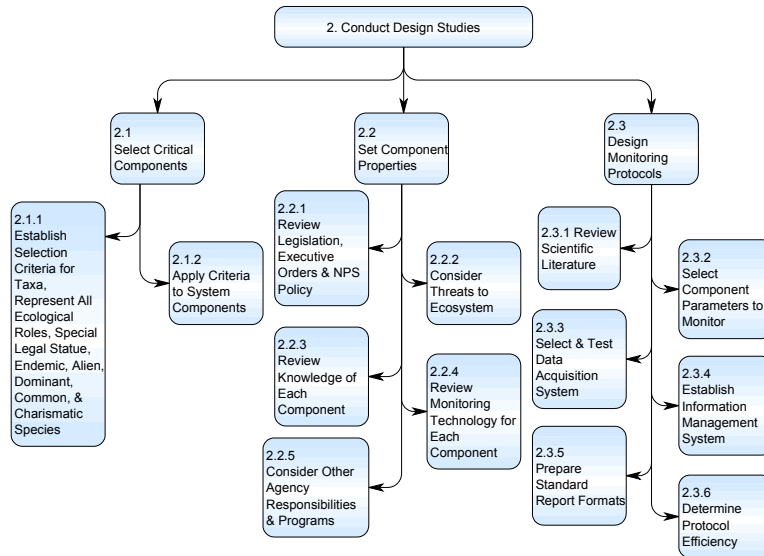 2. Conduct Design Studies
2.1
Select Critical
Components
2.2
Set Component
Properties
2.3
Design
Monitoring
Protocols
2.1.1
Establish
Selection
Criteria for
Taxa,
Represent All
Ecological
Roles, Special
Legal Statue,
Endemic, Alien,
Dominant,
Common, &
Charismatic
Species
2.1.2
Apply Criteria
to System
Components
2.2.1
Review
Legislation,
Executive
Orders & NPS
Policy
2.2.2
Consider
Threats to
Ecosystem
2.2.3
Review
Knowledge of
Each
Component
2.2.4
Review
Monitoring
Technology for
Each
Component
2.2.5
Consider Other
Agency
Responsibilities
& Programs
2.3.1 Review
Scientific
Literature
2.3.2
Select
Component
Parameters to
Monitor
2.3.3
Select & Test
Data
Acquisition
System
2.3.4
Establish
Information
Management
System
2.3.5
Prepare
Standard
Report Formats
2.3.6
Determine
Protocol
Efficiency